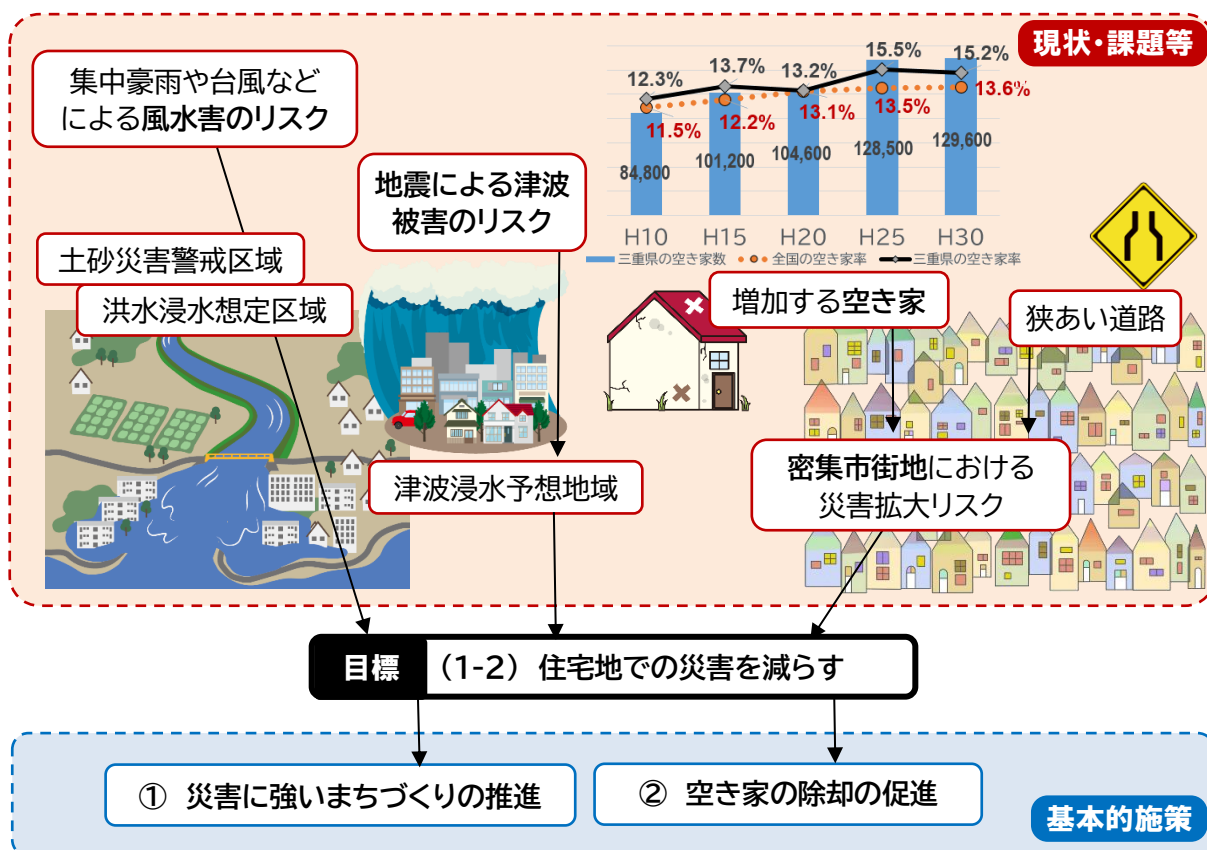 現状・課題等
集中豪雨や台風など
による風水害のリスク
土砂災害警戒区域
洪水浸水想定区域
地震による津波
被害のリスク
津波浸水予想地域
12.3%
13.7%
13.2%
15.5%
15.2%
11.5%
12.2%
13.1%
13.5%
13.6%
84,800
101,200
104,600
128,500
129,600
H10
H15
H20
H25
H30
三重県の空き家数
全国の空き家率
三重県の空き家率
増加する空き家
狭あい道路
密集市街地における
災害拡大リスク
目標 (1-2) 住宅地での災害を減らす
① 災害に強いまちづくりの推進
② 空き家の除却の促進
基本的施策